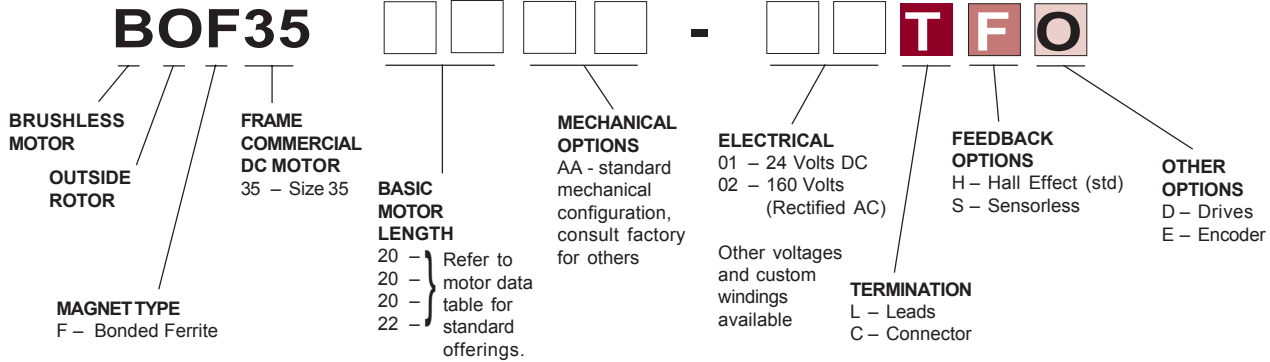 BOF35 - T F O
BRUSHLESS
MOTOR
OUTSIDE
ROTOR
MAGNET TYPE
F – Bonded Ferrite
FRAME
COMMERCIAL
DC MOTOR
35 – Size 35
BASIC
MOTOR
LENGTH
20 –
20 –
20 –
22 –
Refer to
motor data
table for
standard
offerings.
MECHANICAL
OPTIONS
AA - standard
mechanical
configuration,
consult factory
for others
ELECTRICAL
01 – 24 Volts DC
02 – 160 Volts
(Rectified AC)
Other voltages
and custom
windings
available
TERMINATION
L – Leads
C – Connector
FEEDBACK
OPTIONS
H – Hall Effect (std)
S – Sensorless
OTHER
OPTIONS
D – Drives
E – Encoder